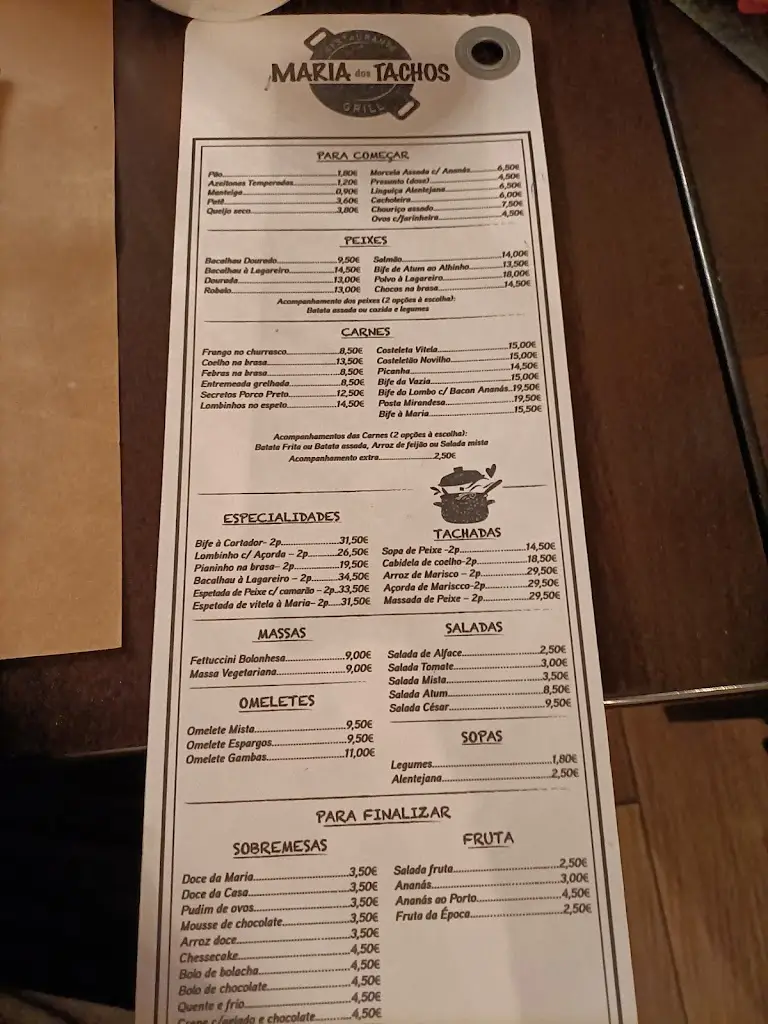 RESTAURANTE
MARIA dos TACHOS
GRILL
PARA COMEÇAR
Pão 1,80€
Azeitonas Temperadas 1,20€
Manteiga 0,90€
Patê 3,60€
Queijo seco 3,80€
Morcela Assada c/ Ananás 6,50€
Presunto (dose) 4,50€
Linguiça Alentejana 6,50€
Cacholeira 6,00€
Chouriço assado 7,50€
Ovos c/farinheira 4,50€
PEIXES
Bacalhau Dourado 9,50€
Bacalhau à Lagareiro 14,50€
Dourada 13,00€
Robalo 13,00€
Salmão 14,00€
Bife de Atum ao Alhinho 13,50€
Polvo à Lagareiro 18,00€
Chocos na brasa 14,50€
Acompanhamento dos peixes (2 opções à escolha):
Batata assada ou cozida e legumes
CARNES
Frango no churrasco 8,50€
Coelho na brasa 13,50€
Febras na brasa 8,50€
Entremeada grelhada 8,50€
Secretos Porco Preto 12,50€
Lombinhos no espeto 14,50€
Costeleta Vitela 15,00€
Costeletão Novilho 15,00€
Picanha 14,50€
Bife da Vazia 15,00€
Bife do Lombo c/ Bacon Ananás 19,50€
Posta Mirandesa 19,50€
Bife à Maria 15,50€
Acompanhamentos das Carnes (2 opções à escolha):
Batata Frita ou Batata assada, Arroz de feijão ou Salada mista
Acompanhamento extra 2,50€
ESPECIALIDADES
Bife à Cortador- 2p 31,50€
Lombinho c/ Açorda – 2p 26,50€
Pianinho na brasa– 2p 19,50€
Bacalhau à Lagareiro – 2p 34,50€
Espetada de Peixe c/ camarão – 2p 33,50€
Espetada de vitela à Maria– 2p 31,50€
TACHADAS
Sopa de Peixe -2p 14,50€
Cabidela de coelho-2p 18,50€
Arroz de Marisco – 2p 29,50€
Açorda de Mariscco-2p 29,50€
Massada de Peixe – 2p 29,50€
MASSAS
Fettuccini Bolonhesa 9,00€
Massa Vegetariana 9,00€
OMELETES
Omelete Mista 9,50€
Omelete Espargos 9,50€
Omelete Gambas 11,00€
SALADAS
Salada de Alface 2,50€
Salada Tomate 3,00€
Salada Mista 3,50€
Salada Atum 8,50€
Salada César 9,50€
SOPAS
Legumes 1,80€
Alentejana 2,50€
PARA FINALIZAR
SOBREMESAS
Doce da Maria 3,50€
Doce da Casa 3,50€
Pudim de ovos 3,50€
Mousse de chocolate 3,50€
Arroz doce 3,50€
Chessecake 4,50€
Bolo de bolacha 4,50€
Bolo de chocolate 4,50€
Quente e frio 4,50€
Crepe c/gelado e chocolate 4,50€
FRUTA
Salada fruta 2,50€
Ananás 3,00€
Ananás ao Porto 4,50€
Fruta da Época 2,50€